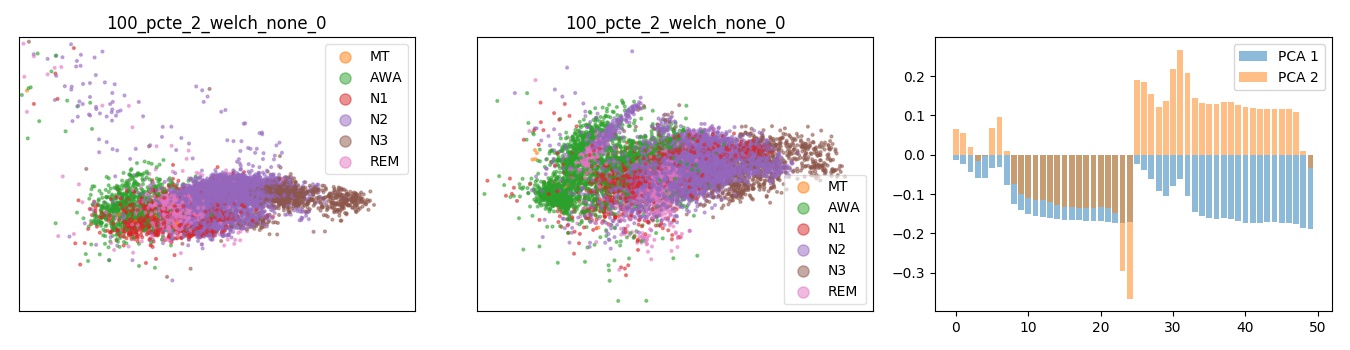 100_pcte_2_welch_none_0
MT
AWA
N1
N2
N3
REM
100_pcte_2_welch_none_0
MT
AWA
N1
N2
N3
REM
PCA 1
PCA 2
0.2
0.1
0.0
−0.1
−0.2
−0.3
0
10
20
30
40
50